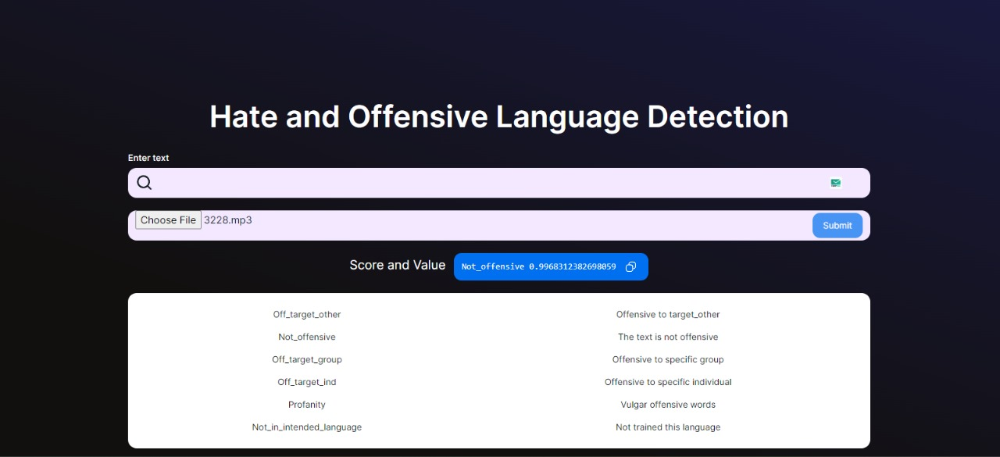 Hate and Offensive Language Detection
Enter text
Choose File 3228.mp3
Submit
Score and Value Not_offensive 0.9968312382698059
Off_target_other Offensive to target_other
Not_offensive The text is not offensive
Off_target_group Offensive to specific group
Off_target_ind Offensive to specific individual
Profanity Vulgar offensive words
Not_in_intended_language Not trained this language